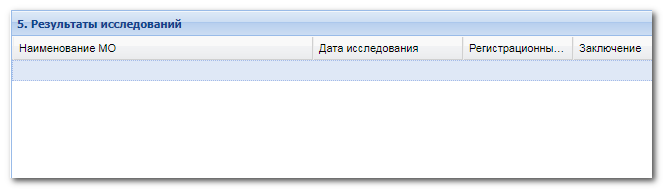 5. Результаты исследований
Наименование МО Дата исследования Регистрационны... Заключение